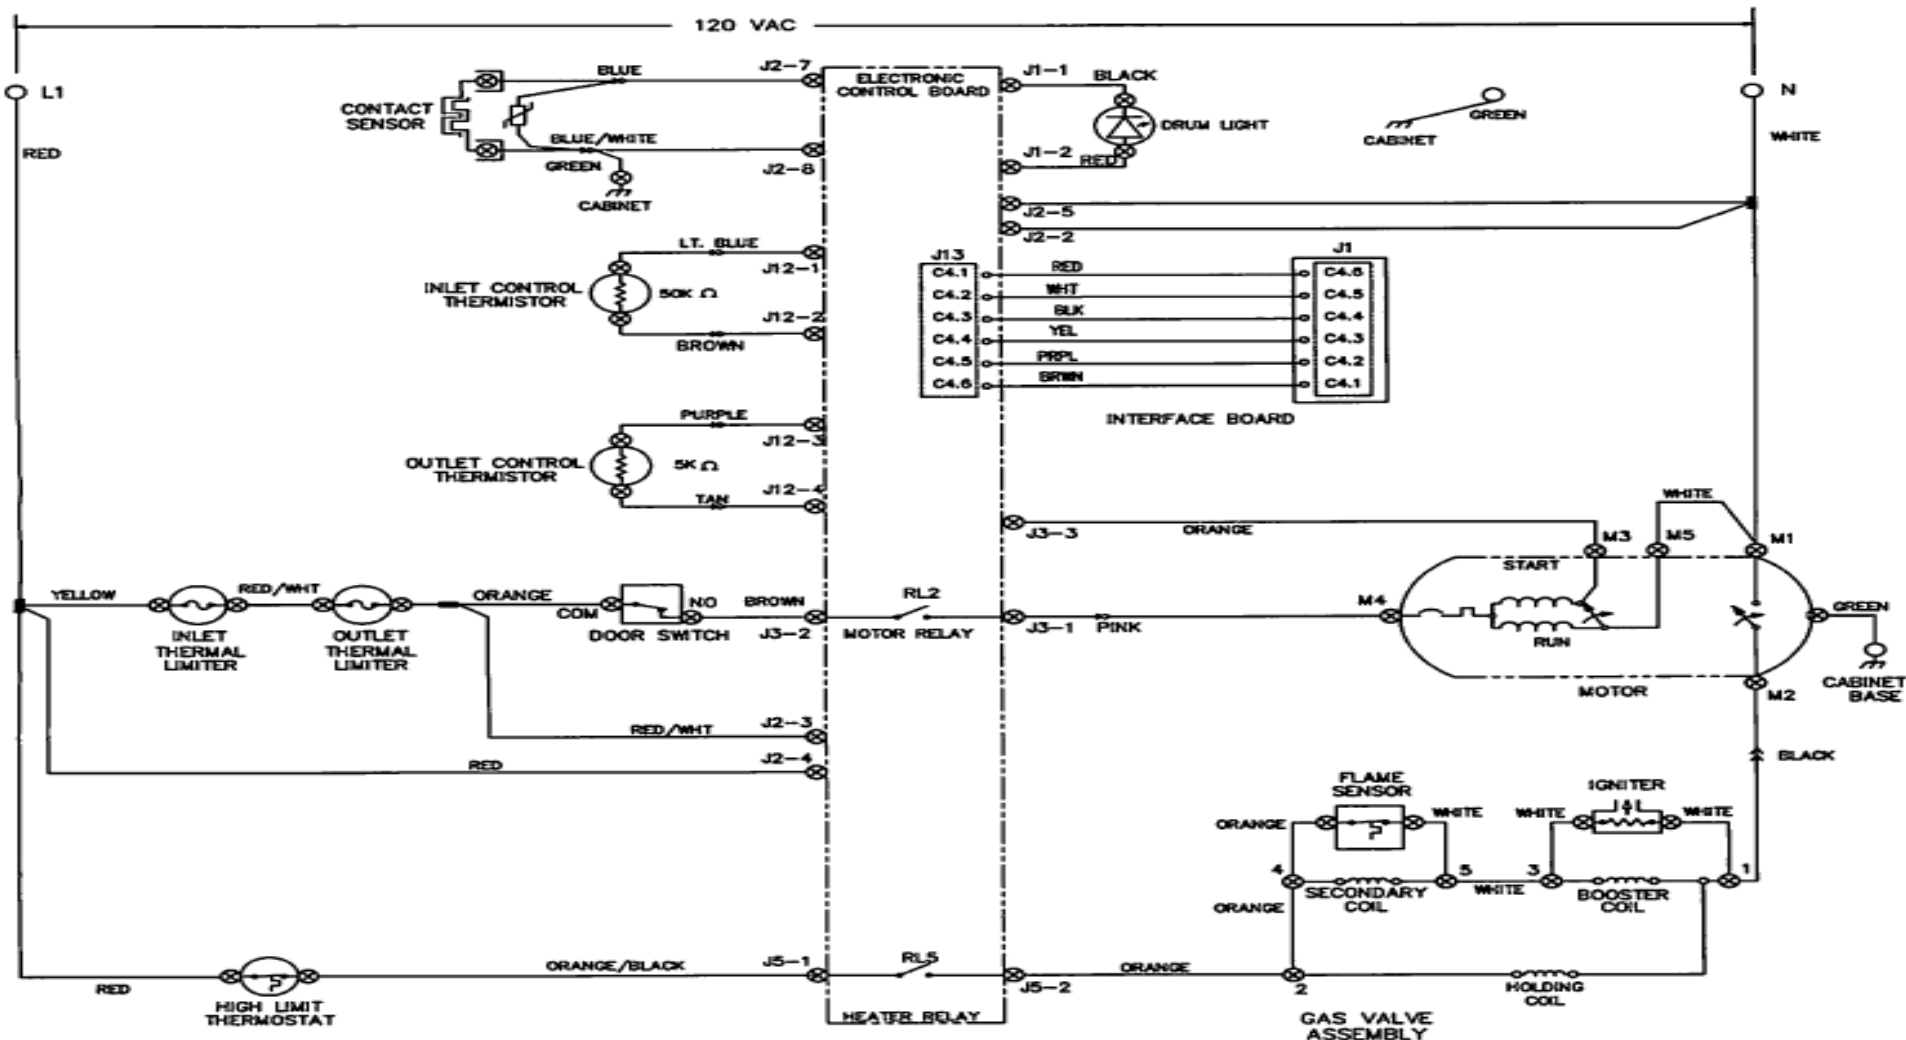 120 VAC
L1
N
RED
WHITE
CONTACT
SENSOR
BLUE
J2-7
BLUE/WHITE
GREEN
J2-8
CABINET
ELECTRONIC
CONTROL BOARD
J1-1
BLACK
DRUM LIGHT
J1-2
RED
CABINET
GREEN
J2-5
J2-2
LT. BLUE
J12-1
INLET CONTROL
THERMISTOR
50K Ω
J12-2
BROWN
J13
J1
C4.1
RED
C4.6
C4.2
WHT
C4.5
C4.3
BLK
C4.4
C4.4
YEL
C4.3
C4.5
PRPL
C4.2
C4.6
BRWN
C4.1
INTERFACE BOARD
PURPLE
J12-3
OUTLET CONTROL
THERMISTOR
5K Ω
J12-4
TAN
J3-3
ORANGE
WHITE
M3
M5
M1
START
YELLOW
RED/WHT
ORANGE
COM
NO
DOOR SWITCH
BROWN
J3-2
RL2
MOTOR RELAY
J3-1
PINK
M4
RUN
MOTOR
GREEN
CABINET
BASE
M2
INLET
THERMAL
LIMITER
OUTLET
THERMAL
LIMITER
RED/WHT
J2-3
RED
J2-4
BLACK
FLAME
SENSOR
IGNITER
ORANGE
WHITE
WHITE
WHITE
4
SECONDARY
COIL
5
WHITE
3
BOOSTER
COIL
1
ORANGE
RED
HIGH LIMIT
THERMOSTAT
ORANGE/BLACK
J5-1
RL5
HEATER RELAY
J5-2
ORANGE
2
HOLDING
COIL
GAS VALVE
ASSEMBLY